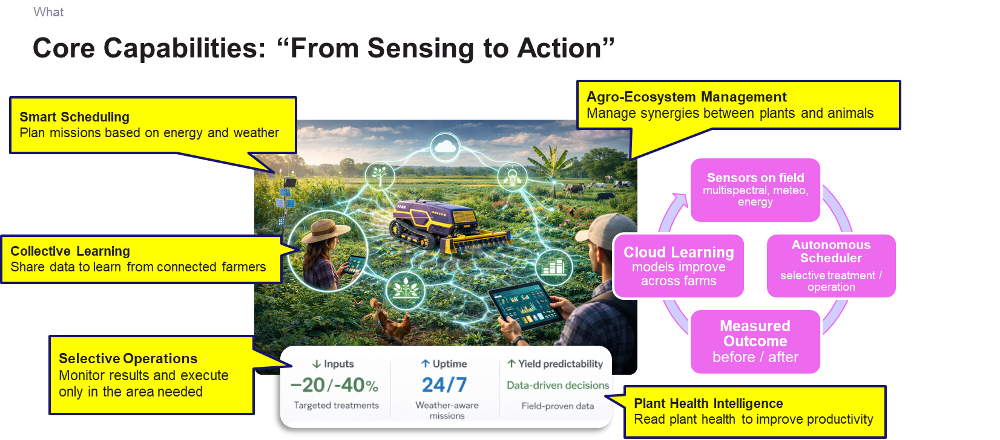 What
Core Capabilities: “From Sensing to Action”
Smart Scheduling
Plan missions based on energy and weather
Agro-Ecosystem Management
Manage synergies between plants and animals
Collective Learning
Share data to learn from connected farmers
Selective Operations
Monitor results and execute
only in the area needed
↓ Inputs
−20/-40%
Targeted treatments
↑ Uptime
24/7
Weather-aware
missions
↑ Yield predictability
Data-driven decisions
Field-proven data
Plant Health Intelligence
Read plant health to improve productivity
Sensors on field
multispectral, meteo,
energy
Autonomous
Scheduler
selective treatment /
operation
Measured
Outcome
before / after
Cloud Learning
models improve
across farms